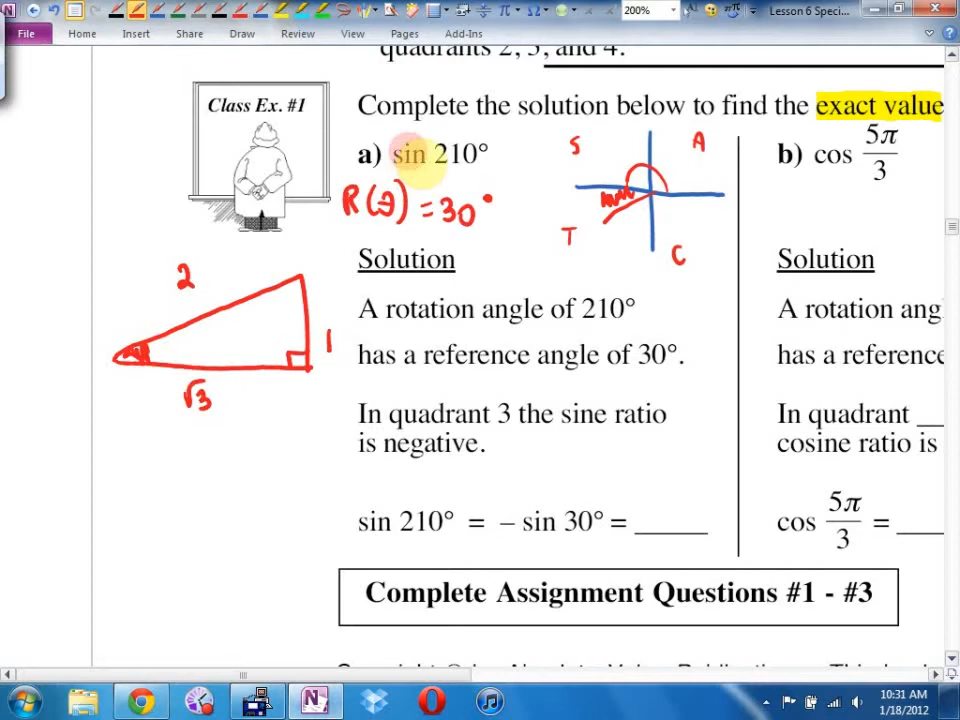 200%
Lesson 6 Speci...
File Home Insert Share Draw Review View Pages Add-Ins
quadrants 2, 3, and 4.
Class Ex. #1
Complete the solution below to find the exact value
a) sin 210°
b) cos 5π/3
S A
R(2) = 30°
T C
Solution
A rotation angle of 210°
has a reference angle of 30°.
In quadrant 3 the sine ratio
is negative.
sin 210° = – sin 30° = _____
2
1
√3
Solution
A rotation ang
has a reference
In quadrant __
cosine ratio is
cos 5π/3 = ___
Complete Assignment Questions #1 - #3
10:31 AM
1/18/2012